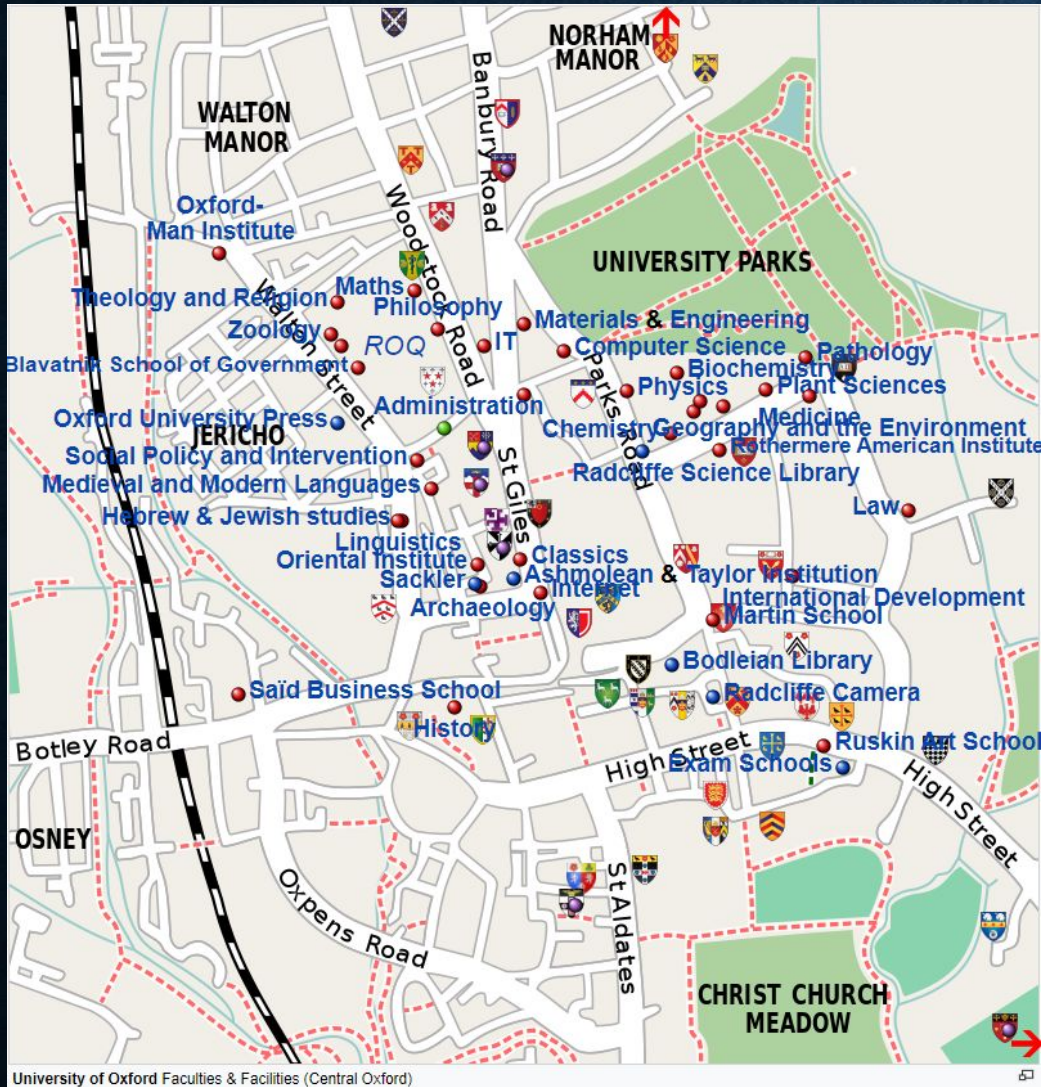 NORHAM
MANOR
WALTON
MANOR
Banbury Road
Woodstock Road
Oxford-
Man Institute
UNIVERSITY PARKS
Maths
Theology and Religion
Walton Street
Philosophy
Materials & Engineering
Zoology
ROQ
IT
Computer Science
Pathology
Blavatnik School of Government
Biochemistry
Parks Road
Physics
Plant Sciences
Administration
Oxford University Press
Medicine
JERICHO
Chemistry
Geography and the Environment
Rothermere American Institute
Social Policy and Intervention
St Giles
Radcliffe Science Library
Medieval and Modern Languages
Law
Hebrew & Jewish studies
Linguistics
Oriental Institute
Classics
Sackler
Ashmolean & Taylor Institution
Internet
Archaeology
International Development
Martin School
Bodleian Library
Saïd Business School
Radcliffe Camera
History
Botley Road
High Street
Ruskin Art School
Exam Schools
High Street
OSNEY
Oxpens Road
St Aldates
CHRIST CHURCH
MEADOW
University of Oxford Faculties & Facilities (Central Oxford)